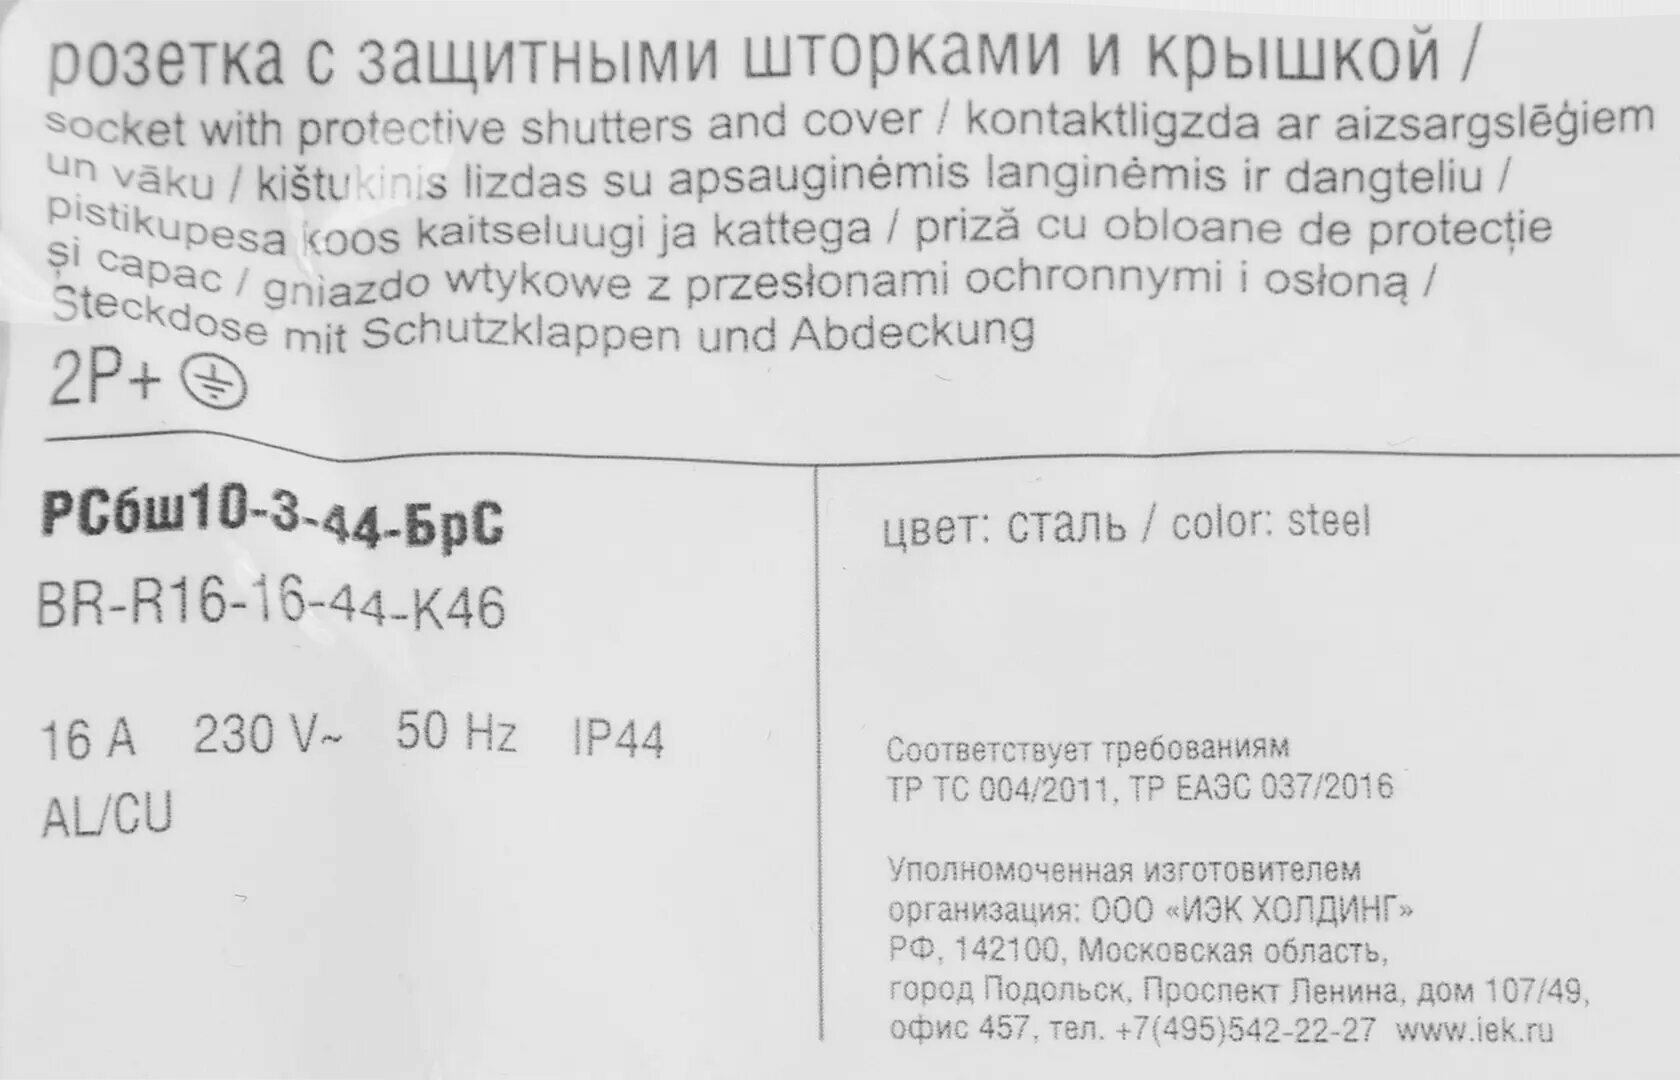 розетка с защитными шторками и крышкой /
socket with protective shutters and cover / kontaktligzda ar aizsargslēģiem
un vāku / kištukinis lizdas su apsauginėmis langinėmis ir dangteliu /
pistikupesa koos kaitseluugi ja kattega / priză cu obloane de protecție
și capac / gniazdo wtykowe z przesłonami ochronnymi i osłoną /
Steckdose mit Schutzklappen und Abdeckung
2P+
РСбш10-3-44-БрС
BR-R16-16-44-K46
16 A 230 V~ 50 Hz IP44
AL/CU
цвет: сталь / color: steel
Соответствует требованиям
ТР ТС 004/2011, ТР ЕАЭС 037/2016
Уполномоченная изготовителем
организация: ООО «ИЭК ХОЛДИНГ»
РФ, 142100, Московская область,
город Подольск, Проспект Ленина, дом 107/49,
офис 457, тел. +7(495)542-22-27 www.iek.ru